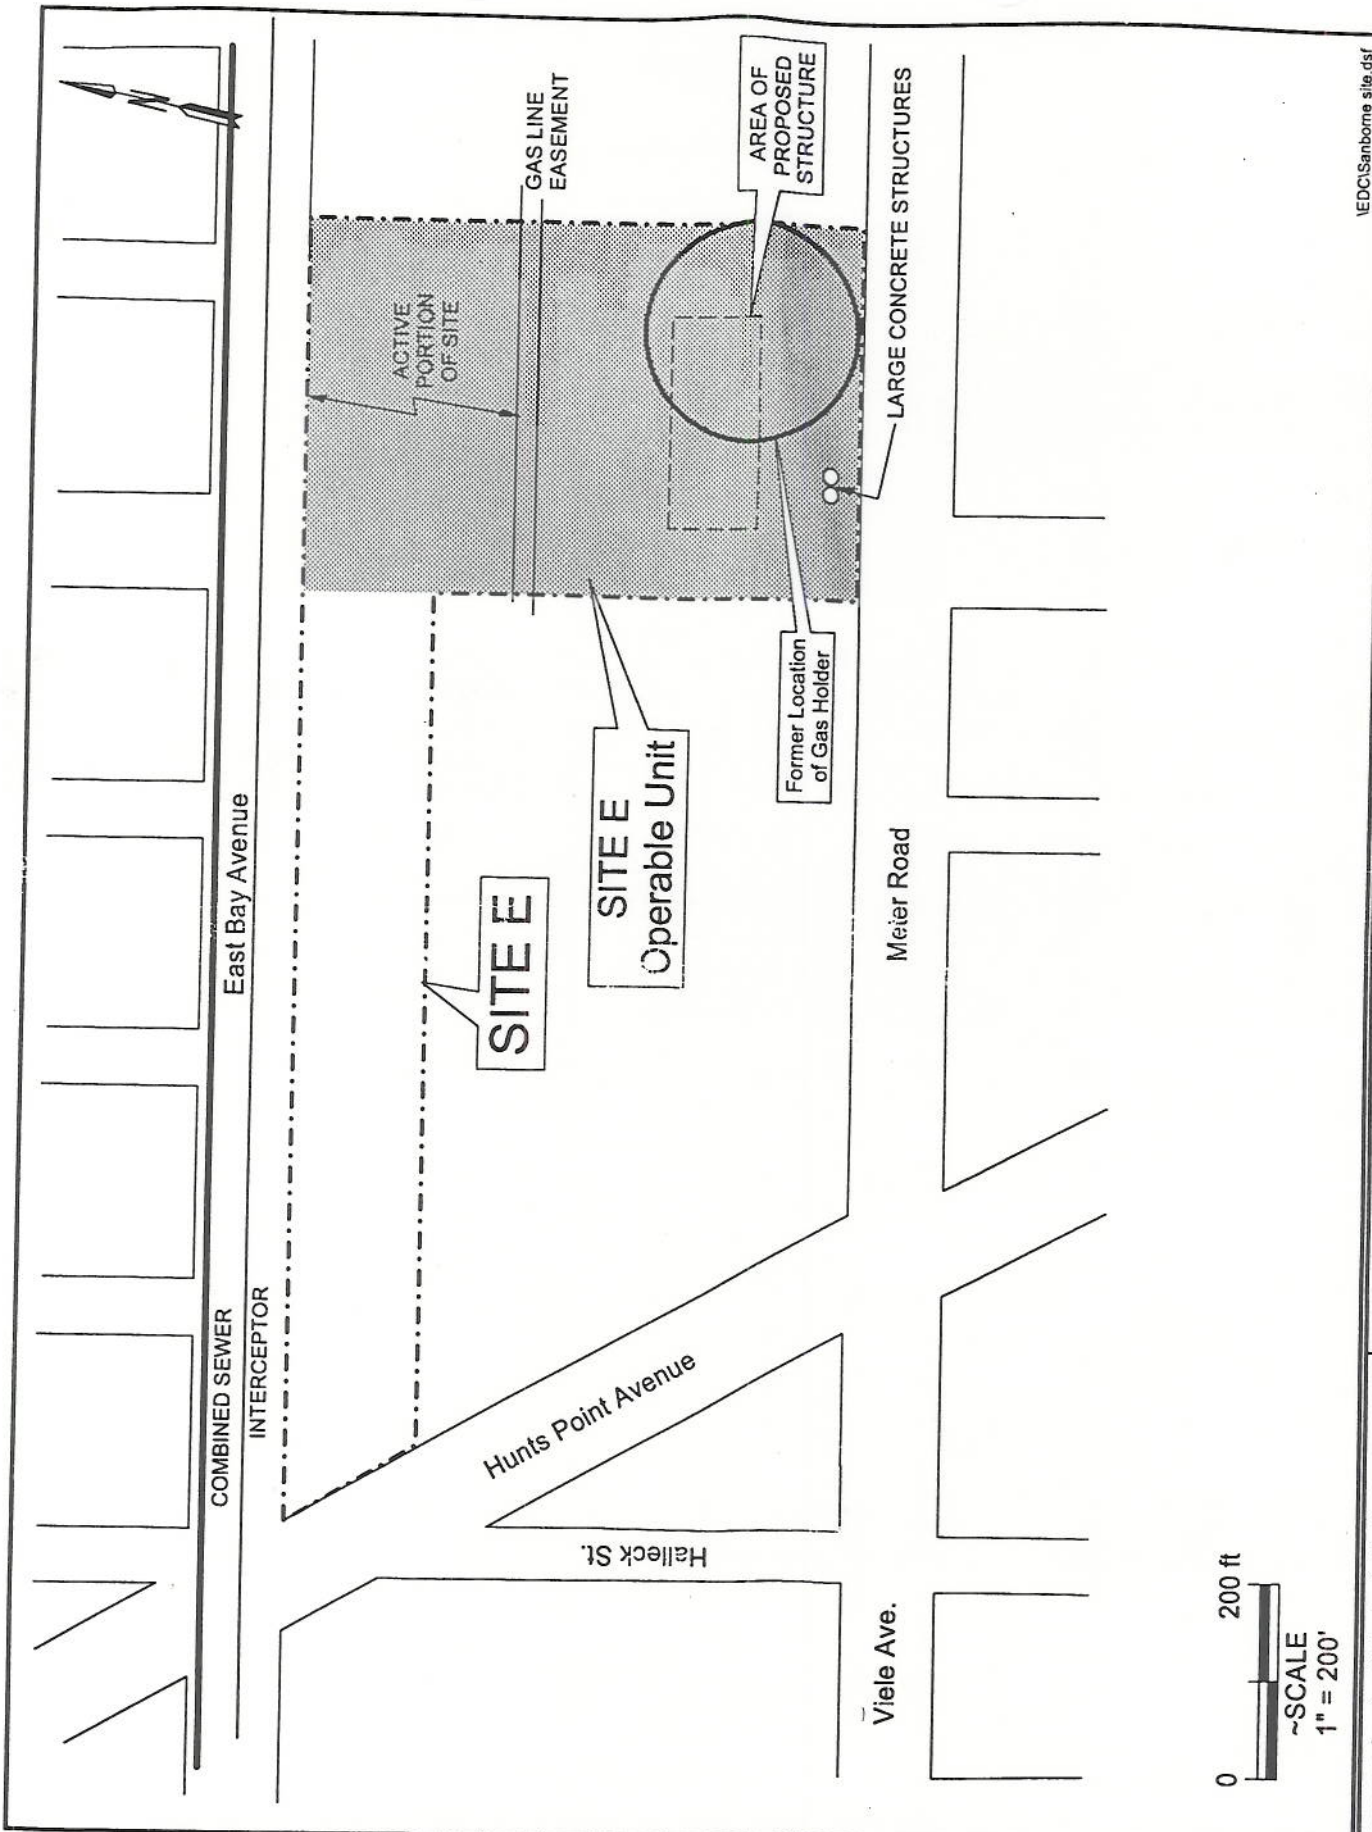 N
COMBINED SEWER
East Bay Avenue
INTERCEPTOR
ACTIVE
PORTION
OF SITE
GAS LINE
EASEMENT
SITE E
SITE E
Operable Unit
AREA OF
PROPOSED
STRUCTURE
Former Location
of Gas Holder
LARGE CONCRETE STRUCTURES
Hunts Point Avenue
Halleck St.
Meier Road
Viele Ave.
0 200 ft
~SCALE
1" = 200'
\EDC\Sanborne site.dsf